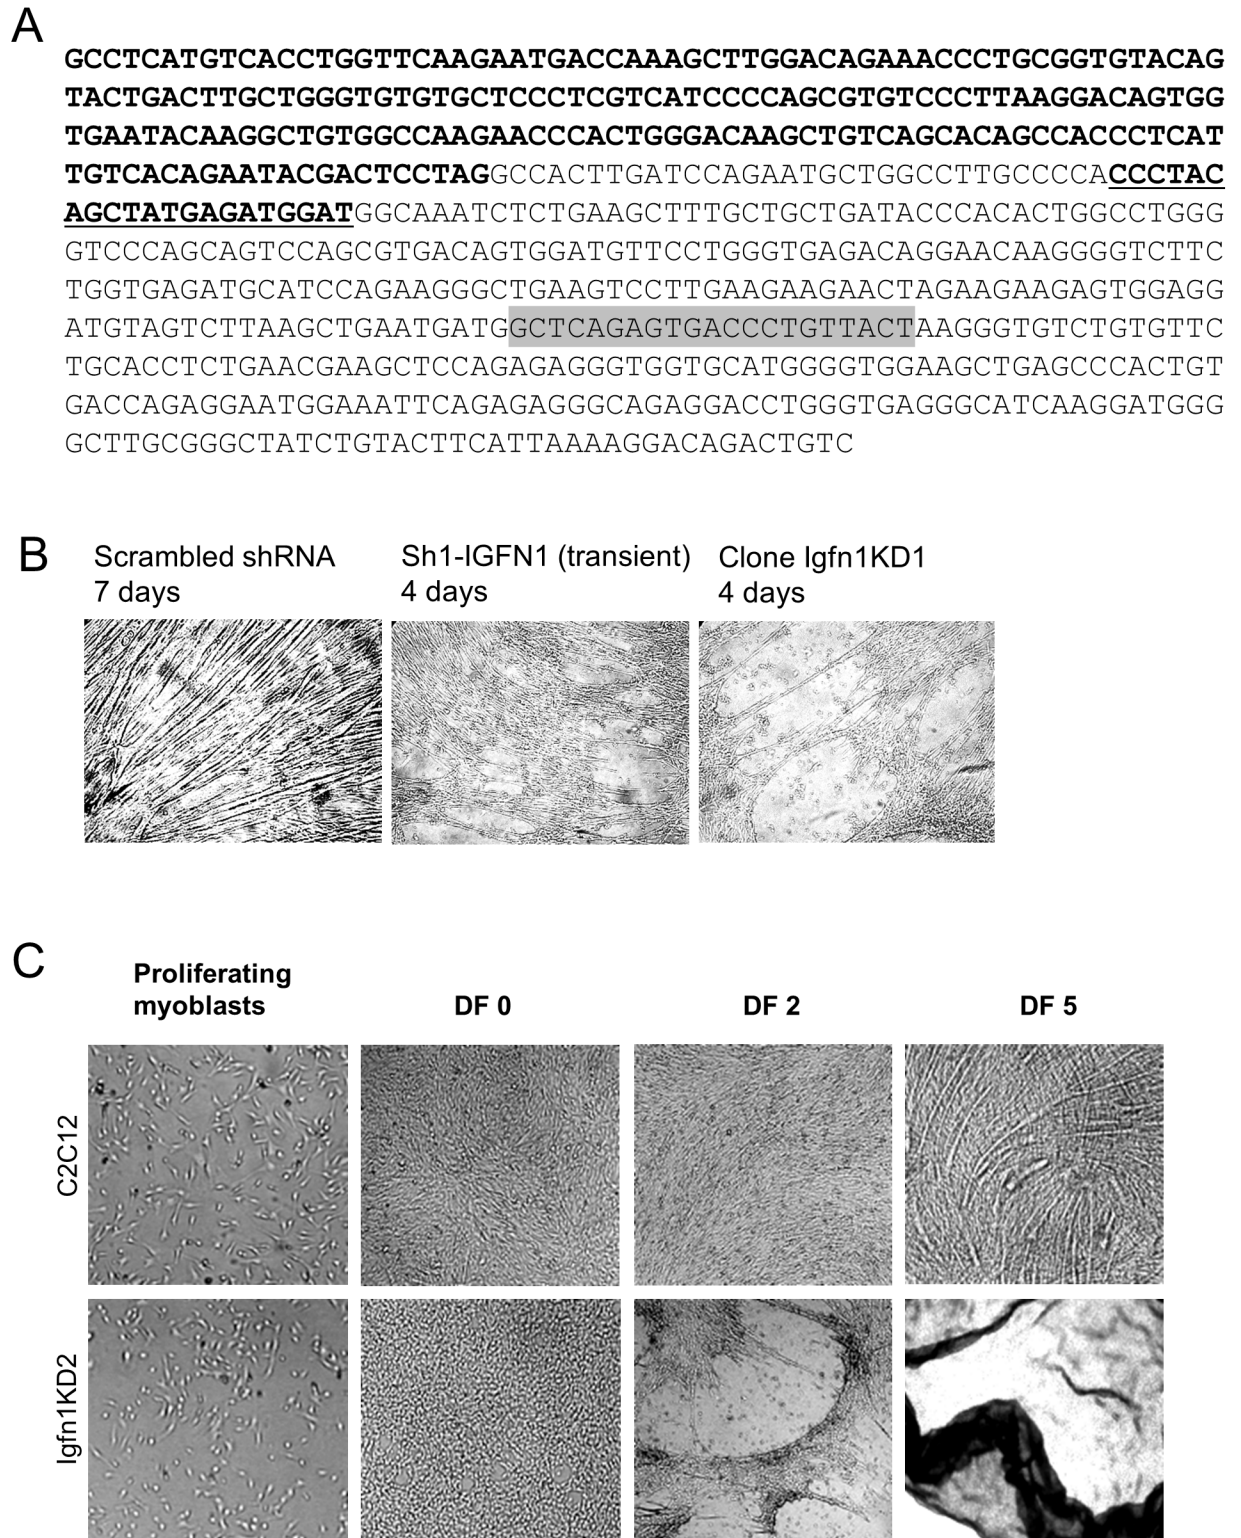 A
GCCTCATGTCACCTGGTTCAAGAATGACCAAAGCTTGGACAGAAACCCTGCGGTGTACAG
TACTGACTTGCTGGGTGTGTGCTCCCTCGTCATCCCCAGCGTGTCCCTTAAGGACAGTGG
TGAATACAAGGCTGTGGCCAAGAACCCACTGGGACAAGCTGTCAGCACAGCCACCCTCAT
TGTCACAGAATACGACTCCTAGGCCACTTGATCCAGAATGCTGGCCTTGCCCCACCCTAC
AGCTATGAGATGGATGGCAAATCTCTGAAGCTTTGCTGCTGATACCCACACTGGCCTGGG
GTCCCAGCAGTCCAGCGTGACAGTGGATGTTCCTGGGTGAGACAGGAACAAGGGGTCTTC
TGGTGAGATGCATCCAGAAGGGCTGAAGTCCTTGAAGAAGAACTAGAAGAAGAGTGGAGG
ATGTAGTCTTAAGCTGAATGATGGCTCAGAGTGACCCTGTTACTAAGGGTGTCTGTGTTC
TGCACCTCTGAACGAAGCTCCAGAGAGGGTGGTGCATGGGGTGGAAGCTGAGCCCACTGT
GACCAGAGGAATGGAAATTCAGAGAGGGCAGAGGACCTGGGTGAGGGCATCAAGGATGGG
GCTTGCGGGCTATCTGTACTTCATTAAAAGGACAGACTGTC
B
Scrambled shRNA
7 days
Sh1-IGFN1 (transient)
4 days
Clone Igfn1KD1
4 days
C
Proliferating
myoblasts
DF 0
DF 2
DF 5
C2C12
Igfn1KD2